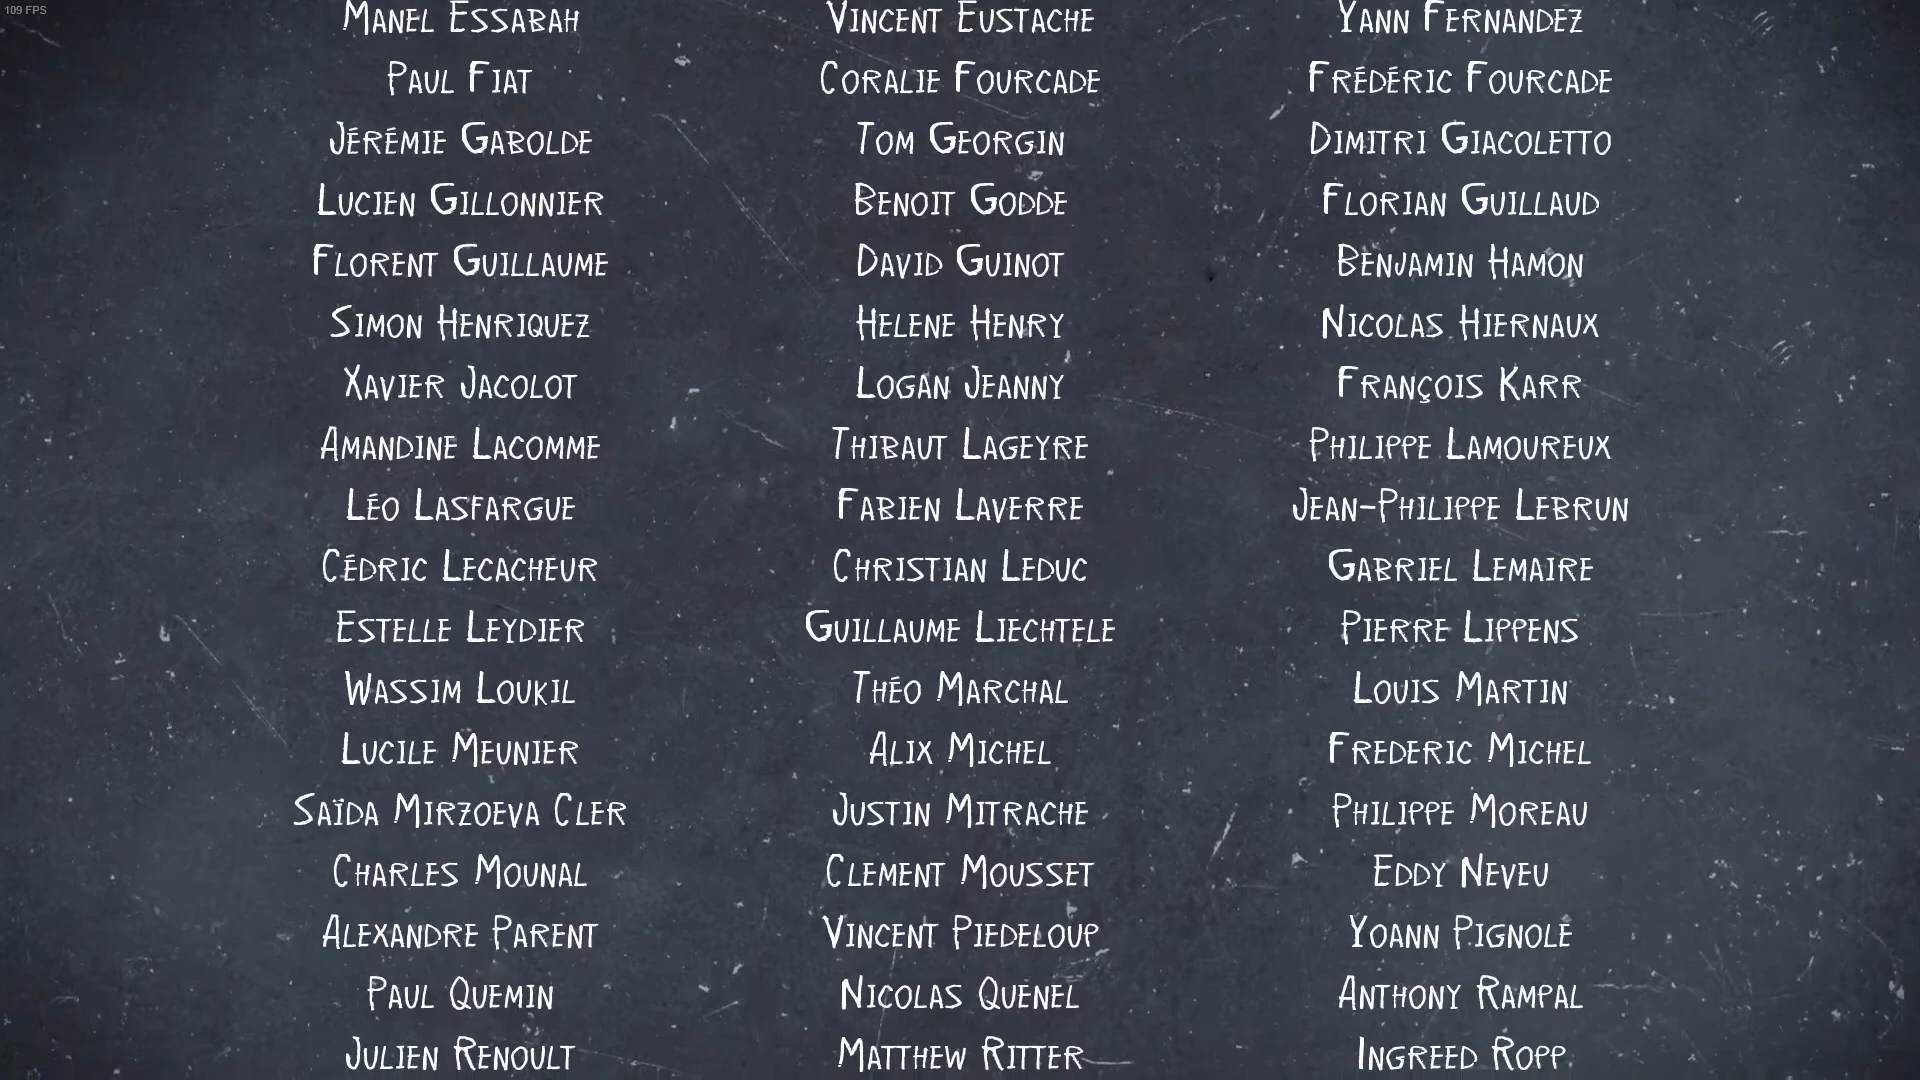 109 FPS
Manel Essabah Vincent Eustache Yann Fernandez
Paul Fiat Coralie Fourcade Frédéric Fourcade
Jérémie Gabolde Tom Georgin Dimitri Giacoletto
Lucien Gillonnier Benoit Godde Florian Guillaud
Florent Guillaume David Guinot Benjamin Hamon
Simon Henriquez Helene Henry Nicolas Hiernaux
Xavier Jacolot Logan Jeanny François Karr
Amandine Lacomme Thibaut Lageyre Philippe Lamoureux
Léo Lasfargue Fabien Laverre Jean-Philippe Lebrun
Cédric Lecacheur Christian Leduc Gabriel Lemaire
Estelle Leydier Guillaume Liechtele Pierre Lippens
Wassim Loukil Théo Marchal Louis Martin
Lucile Meunier Alix Michel Frederic Michel
Saïda Mirzoeva Cler Justin Mitrache Philippe Moreau
Charles Mounal Clement Mousset Eddy Neveu
Alexandre Parent Vincent Piedeloup Yoann Pignole
Paul Quemin Nicolas Quenel Anthony Rampal
Julien Renoult Matthew Ritter Ingreed Ropp